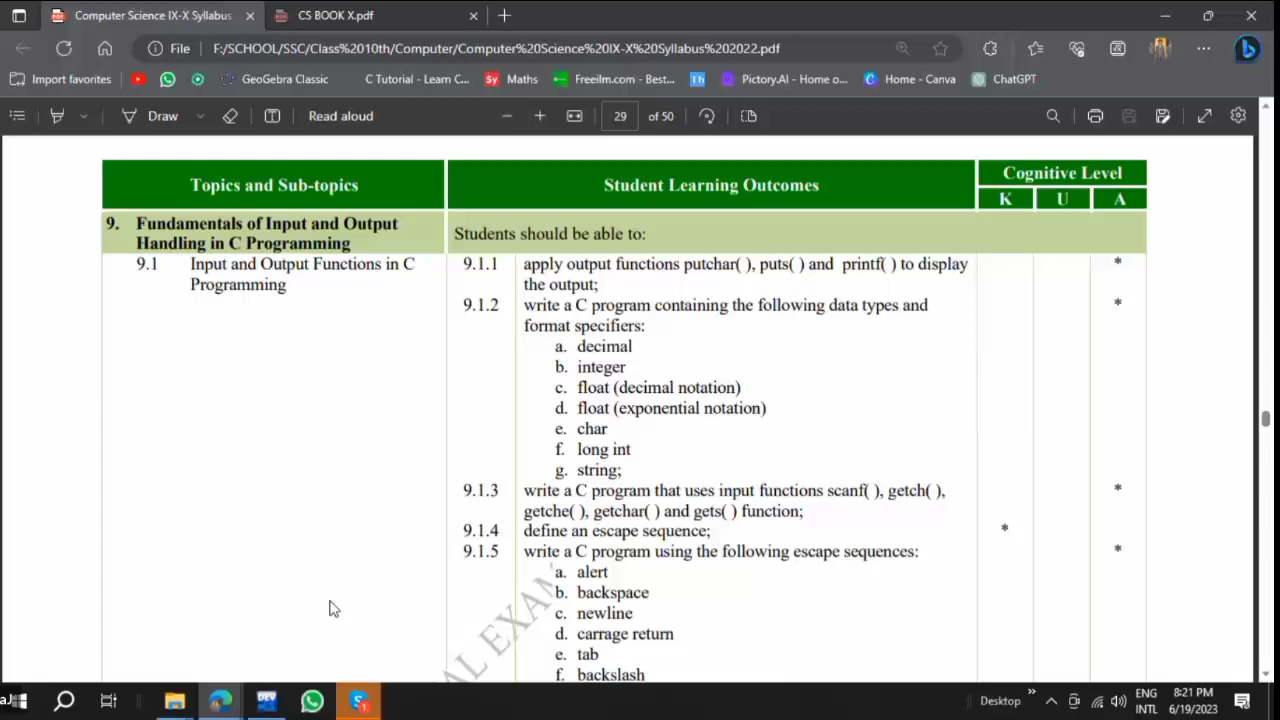 Computer Science IX-X Syllabus
CS BOOK X.pdf
File
F:/SCHOOL/SSC/Class%2010th/Computer/Computer%20Science%20IX-X%20Syllabus%202022.pdf
Import favorites
GeoGebra Classic
C Tutorial - Learn C...
Sy Maths
Freeilm.com - Best...
Th
Pictory.AI - Home o...
C Home - Canva
ChatGPT
Draw
Read aloud
29 of 50
Topics and Sub-topics
Student Learning Outcomes
Cognitive Level
K U A
9. Fundamentals of Input and Output
Handling in C Programming
Students should be able to:
9.1 Input and Output Functions in C
Programming
9.1.1 apply output functions putchar( ), puts( ) and printf( ) to display *
the output;
9.1.2 write a C program containing the following data types and *
format specifiers:
a. decimal
b. integer
c. float (decimal notation)
d. float (exponential notation)
e. char
f. long int
g. string;
9.1.3 write a C program that uses input functions scanf( ), getch( ), *
getche( ), getchar( ) and gets( ) function;
9.1.4 define an escape sequence; *
9.1.5 write a C program using the following escape sequences: *
a. alert
b. backspace
c. newline
d. carrage return
e. tab
f. backslash
AL EXAM
DEV
Desktop
ENG
INTL
8:21 PM
6/19/2023